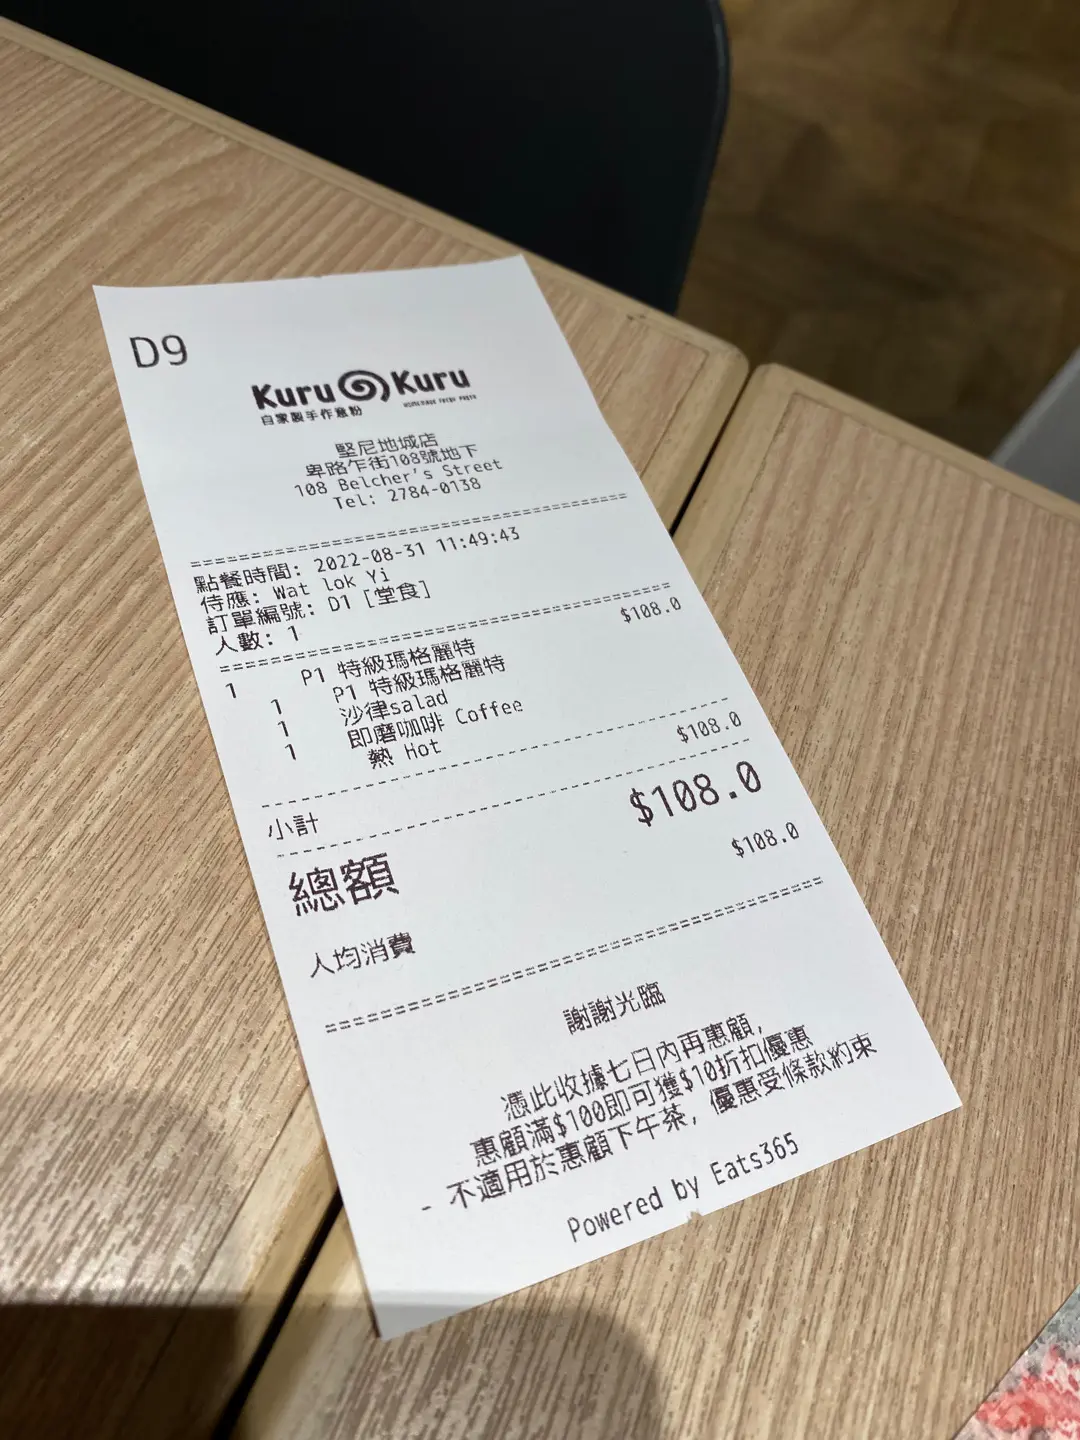 D9
Kuru Kuru
自家製手作意粉 HOMEMADE FRESH PASTA
堅尼地城店
卑路乍街108號地下
108 Belcher's Street
Tel: 2784-0138
點餐時間: 2022-08-31 11:49:43
侍應: Wat lok Yi
訂單編號: D1 [堂食]
人數: 1
1 P1 特級瑪格麗特 $108.0
1 P1 特級瑪格麗特
1 沙律salad
1 即磨咖啡 Coffee
熱 Hot
小計 $108.0
總額 $108.0
人均消費 $108.0
謝謝光臨
憑此收據七日內再惠顧,
惠顧滿$100即可獲$10折扣優惠
- 不適用於惠顧下午茶, 優惠受條款約束
Powered by Eats365